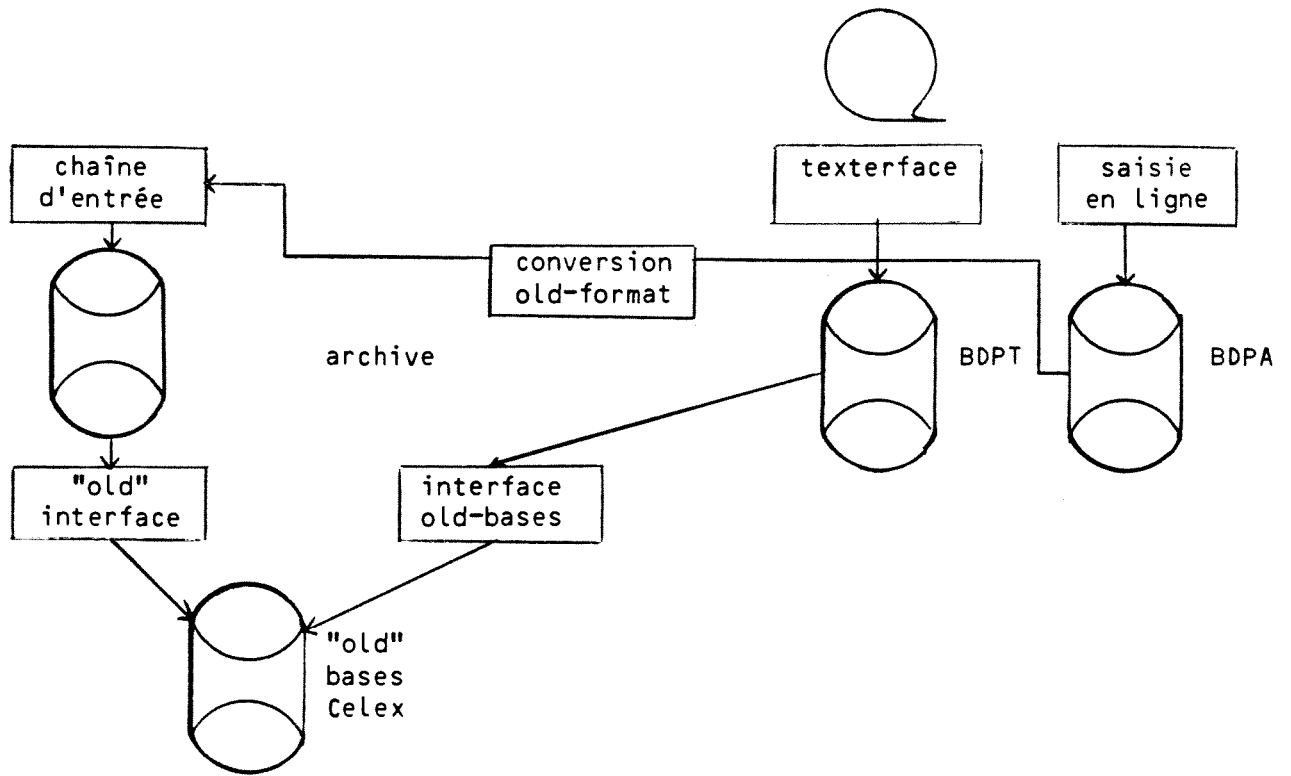 chaîne
d'entrée
texterface
saisie
en ligne
conversion
old-format
archive
BDPT
BDPA
"old"
interface
interface
old-bases
"old"
bases
Celex